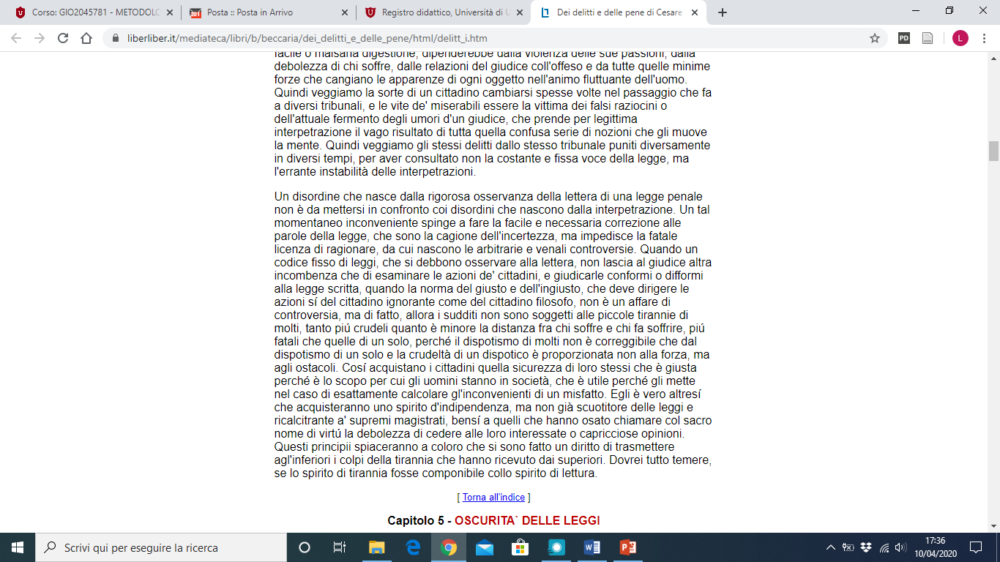 Corso: GIO2045781 - METODOLO
Posta :: Posta in Arrivo
Registro didattico, Università di U
Dei delitti e delle pene di Cesare
liberliber.it/mediateca/libri/b/beccaria/dei_delitti_e_delle_pene/html/delitt_i.htm
PD
L
facile o malsana digestione, dipenderebbe dalla violenza delle sue passioni, dalla
debolezza di chi soffre, dalle relazioni del giudice coll'offeso e da tutte quelle minime
forze che cangiano le apparenze di ogni oggetto nell'animo fluttuante dell'uomo.
Quindi veggiamo la sorte di un cittadino cambiarsi spesse volte nel passaggio che fa
a diversi tribunali, e le vite de' miserabili essere la vittima dei falsi raziocini o
dell'attuale fermento degli umori d'un giudice, che prende per legittima
interpetrazione il vago risultato di tutta quella confusa serie di nozioni che gli muove
la mente. Quindi veggiamo gli stessi delitti dallo stesso tribunale puniti diversamente
in diversi tempi, per aver consultato non la costante e fissa voce della legge, ma
l'errante instabilità delle interpetrazioni.
Un disordine che nasce dalla rigorosa osservanza della lettera di una legge penale
non è da mettersi in confronto coi disordini che nascono dalla interpetrazione. Un tal
momentaneo inconveniente spinge a fare la facile e necessaria correzione alle
parole della legge, che sono la cagione dell'incertezza, ma impedisce la fatale
licenza di ragionare, da cui nascono le arbitrarie e venali controversie. Quando un
codice fisso di leggi, che si debbono osservare alla lettera, non lascia al giudice altra
incombenza che di esaminare le azioni de' cittadini, e giudicarle conformi o difformi
alla legge scritta, quando la norma del giusto e dell'ingiusto, che deve dirigere le
azioni sí del cittadino ignorante come del cittadino filosofo, non è un affare di
controversia, ma di fatto, allora i sudditi non sono soggetti alle piccole tirannie di
molti, tanto piú crudeli quanto è minore la distanza fra chi soffre e chi fa soffrire, piú
fatali che quelle di un solo, perché il dispotismo di molti non è correggibile che dal
dispotismo di un solo e la crudeltà di un dispotico è proporzionata non alla forza, ma
agli ostacoli. Cosí acquistano i cittadini quella sicurezza di loro stessi che è giusta
perché è lo scopo per cui gli uomini stanno in società, che è utile perché gli mette
nel caso di esattamente calcolare gl'inconvenienti di un misfatto. Egli è vero altresí
che acquisteranno uno spirito d'indipendenza, ma non già scuotitore delle leggi e
ricalcitrante a' supremi magistrati, bensí a quelli che hanno osato chiamare col sacro
nome di virtú la debolezza di cedere alle loro interessate o capricciose opinioni.
Questi principii spiaceranno a coloro che si sono fatto un diritto di trasmettere
agl'inferiori i colpi della tirannia che hanno ricevuto dai superiori. Dovrei tutto temere,
se lo spirito di tirannia fosse componibile collo spirito di lettura.
[ Torna all'indice ]
Capitolo 5 - OSCURITA` DELLE LEGGI
Scrivi qui per eseguire la ricerca
17:36
10/04/2020